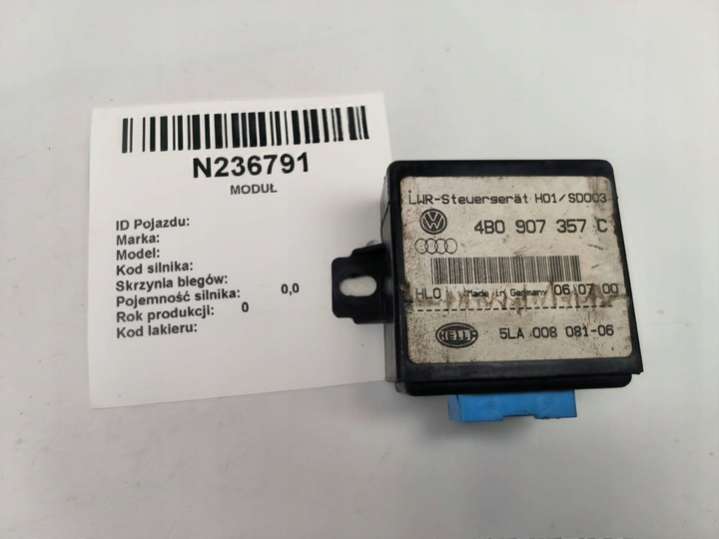 N236791
MODUŁ
ID Pojazdu:
Marka:
Model:
Kod silnika:
Skrzynia biegów:
Pojemność silnika: 0,0
Rok produkcji: 0
Kod lakieru:
LWR-Steuergerät H01/SD003
4B0 907 357 C
HLO Made in Germany 06.07.00
HELLA 5LA 008 081-06